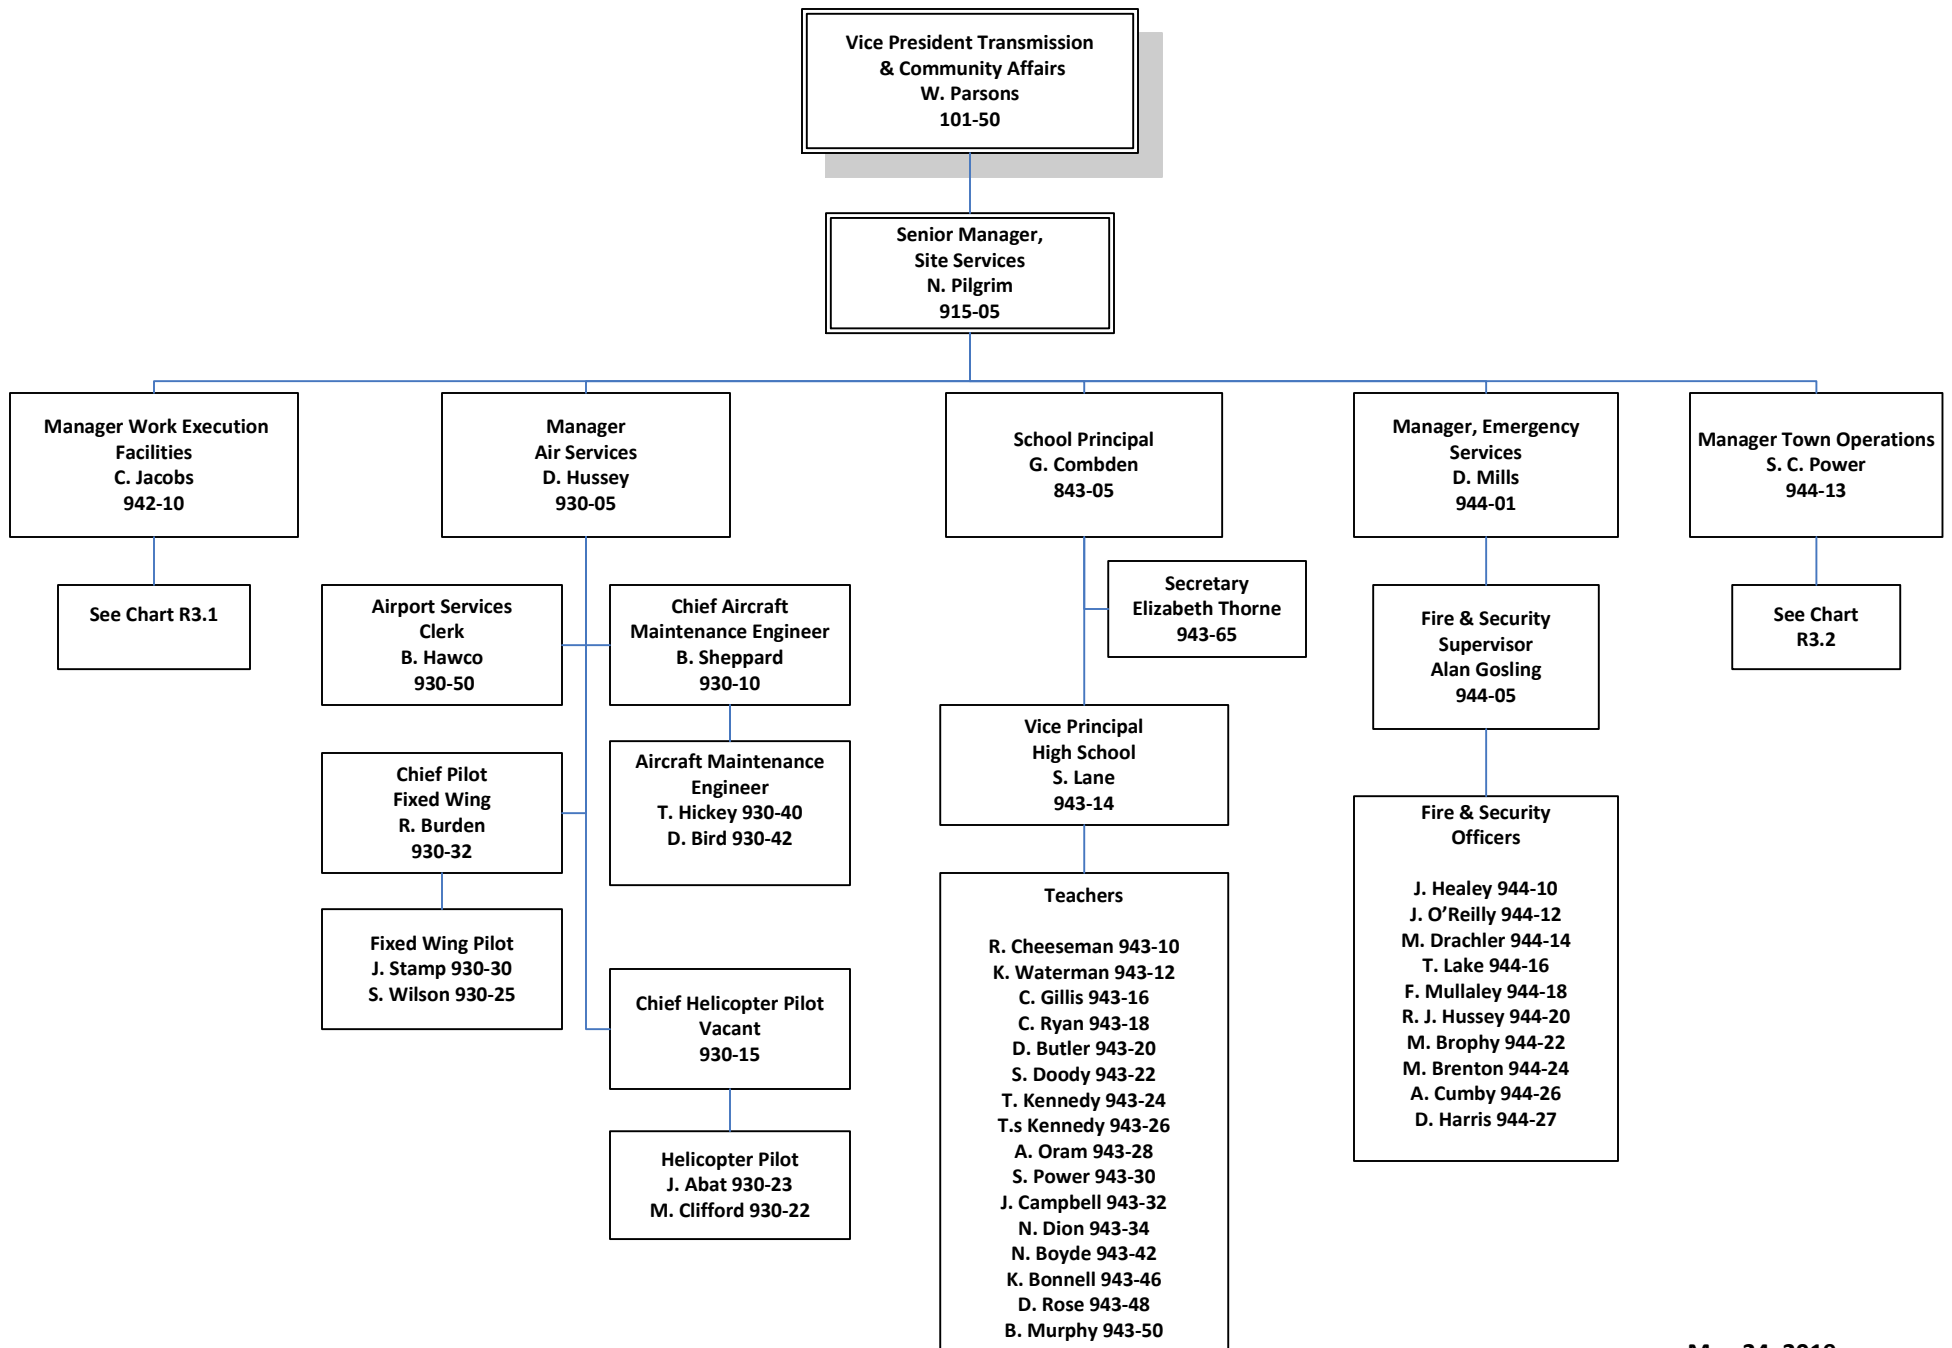 Vice President Transmission
& Community Affairs
W. Parsons
101-50
Senior Manager,
Site Services
N. Pilgrim
915-05
Manager Work Execution
Facilities
C. Jacobs
942-10
Manager
Air Services
D. Hussey
930-05
School Principal
G. Combden
843-05
Manager, Emergency
Services
D. Mills
944-01
Manager Town Operations
S. C. Power
944-13
See Chart R3.1
Airport Services
Clerk
B. Hawco
930-50
Chief Aircraft
Maintenance Engineer
B. Sheppard
930-10
Secretary
Elizabeth Thorne
943-65
Fire & Security
Supervisor
Alan Gosling
944-05
See Chart
R3.2
Chief Pilot
Fixed Wing
R. Burden
930-32
Aircraft Maintenance
Engineer
T. Hickey 930-40
D. Bird 930-42
Vice Principal
High School
S. Lane
943-14
Fixed Wing Pilot
J. Stamp 930-30
S. Wilson 930-25
Chief Helicopter Pilot
Vacant
930-15
Helicopter Pilot
J. Abat 930-23
M. Clifford 930-22
Teachers
R. Cheeseman 943-10
K. Waterman 943-12
C. Gillis 943-16
C. Ryan 943-18
D. Butler 943-20
S. Doody 943-22
T. Kennedy 943-24
T.s Kennedy 943-26
A. Oram 943-28
S. Power 943-30
J. Campbell 943-32
N. Dion 943-34
N. Boyde 943-42
K. Bonnell 943-46
D. Rose 943-48
B. Murphy 943-50
Fire & Security
Officers
J. Healey 944-10
J. O’Reilly 944-12
M. Drachler 944-14
T. Lake 944-16
F. Mullaley 944-18
R. J. Hussey 944-20
M. Brophy 944-22
M. Brenton 944-24
A. Cumby 944-26
D. Harris 944-27